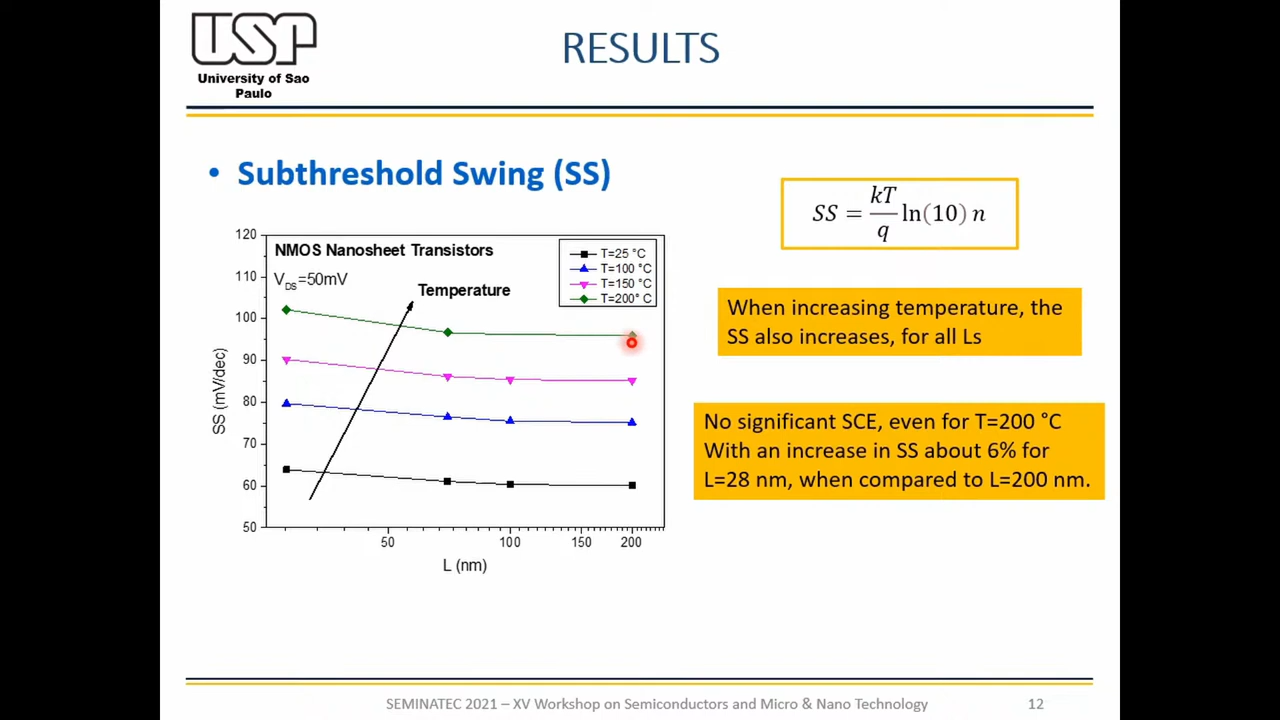 USP
University of Sao
Paulo
RESULTS
• Subthreshold Swing (SS)
SS = kT/q ln(10) n
120
110
100
90
80
70
60
50
SS (mV/dec)
NMOS Nanosheet Transistors
VDS=50mV
Temperature
T=25 °C
T=100 °C
T=150 °C
T=200° C
50
100
150
200
L (nm)
When increasing temperature, the
SS also increases, for all Ls
No significant SCE, even for T=200 °C
With an increase in SS about 6% for
L=28 nm, when compared to L=200 nm.
SEMINATEC 2021 – XV Workshop on Semiconductors and Micro & Nano Technology
12